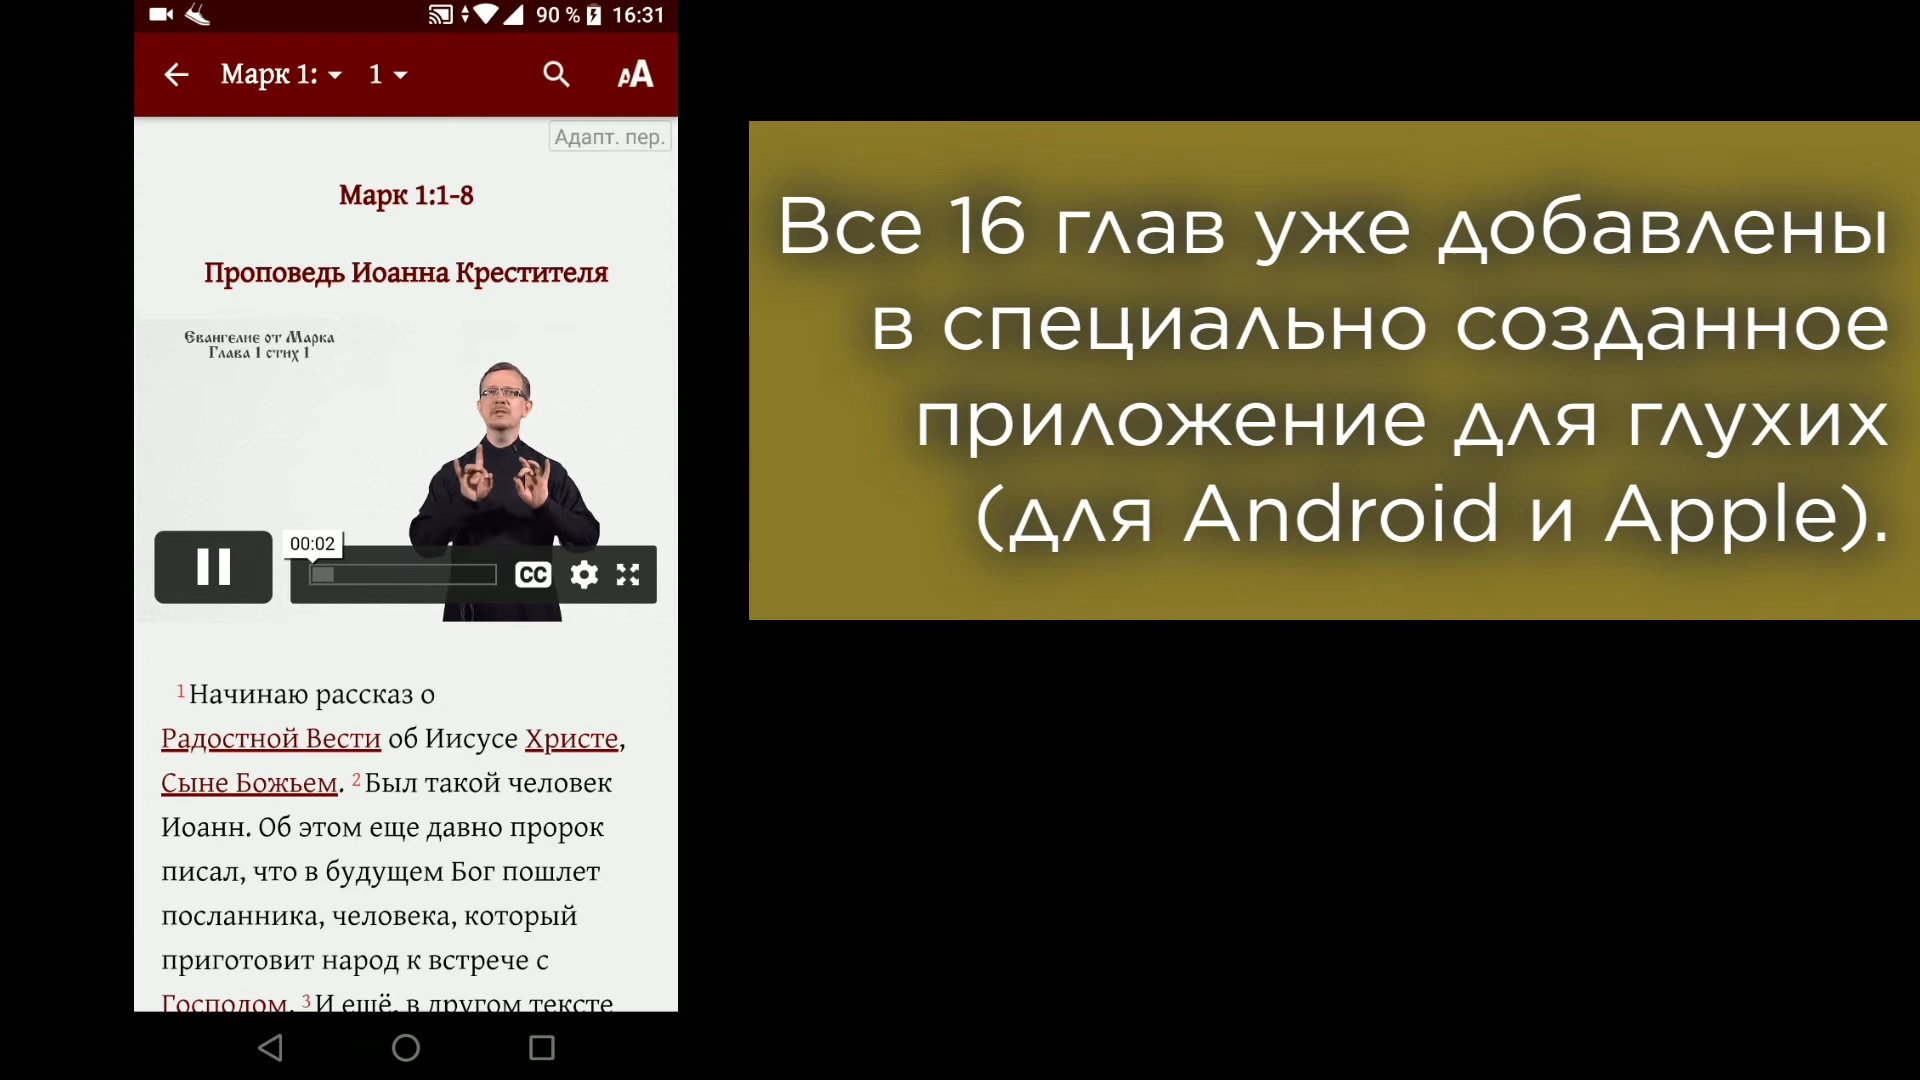 90 % 16:31
Марк 1: 1 AA
Адапт. пер.
Марк 1:1-8
Проповедь Иоанна Крестителя
Евангелие от Марка
Глава 1 стих 1
00:02
CC
1 Начинаю рассказ о
Радостной Вести об Иисусе Христе,
Сыне Божьем. 2 Был такой человек
Иоанн. Об этом еще давно пророк
писал, что в будущем Бог пошлет
посланника, человека, который
приготовит народ к встрече с
Господом. 3 И ещё, в другом тексте
Все 16 глав уже добавлены
в специально созданное
приложение для глухих
(для Android и Apple).